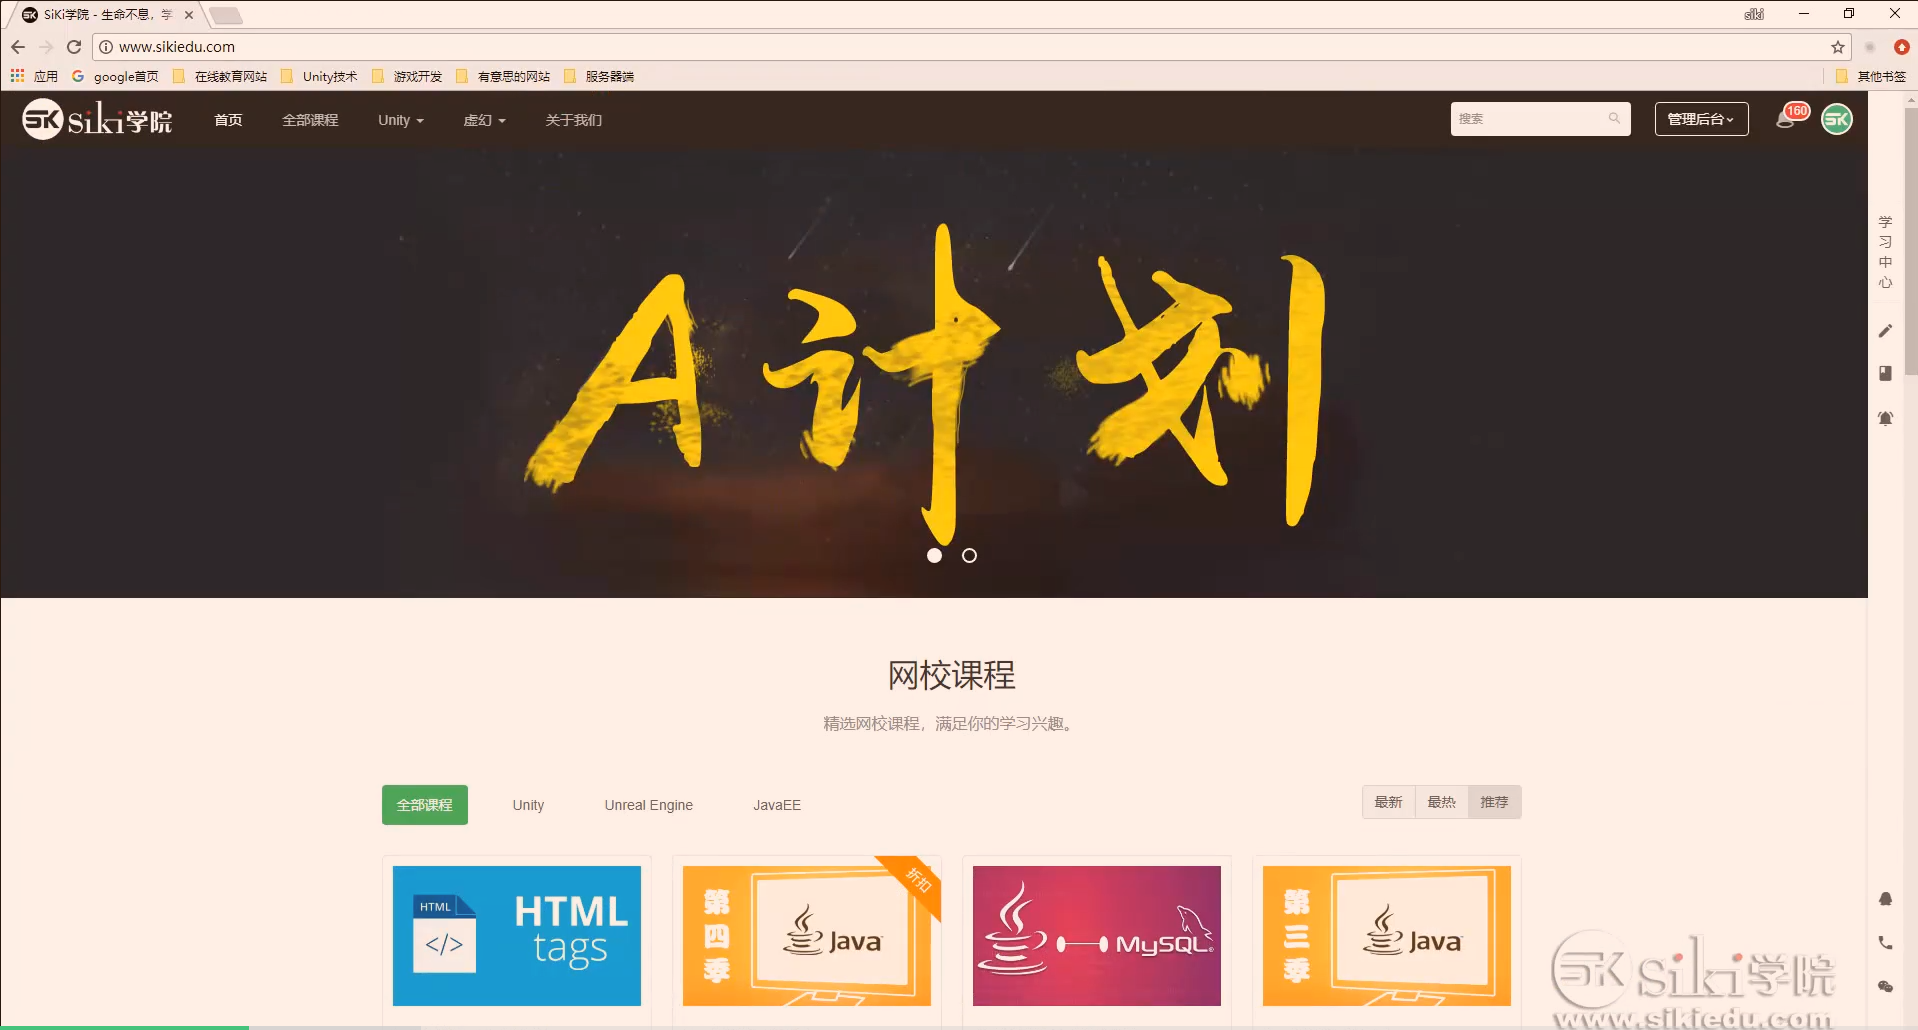 SiKi学院 - 生命不息，学
siki
www.sikiedu.com
应用 google首页 在线教育网站 Unity技术 游戏开发 有意思的网站 服务器端 其他书签
SK Siki学院 首页 全部课程 Unity 虚幻 关于我们 搜索 管理后台 160 SK
学习中心
A计划
网校课程
精选网校课程，满足你的学习兴趣。
全部课程 Unity Unreal Engine JavaEE 最新 最热 推荐
HTML
</>
HTML
tags
第四季
Java
折扣
MySQL
第三季
Java
SK Siki学院
www.sikiedu.com